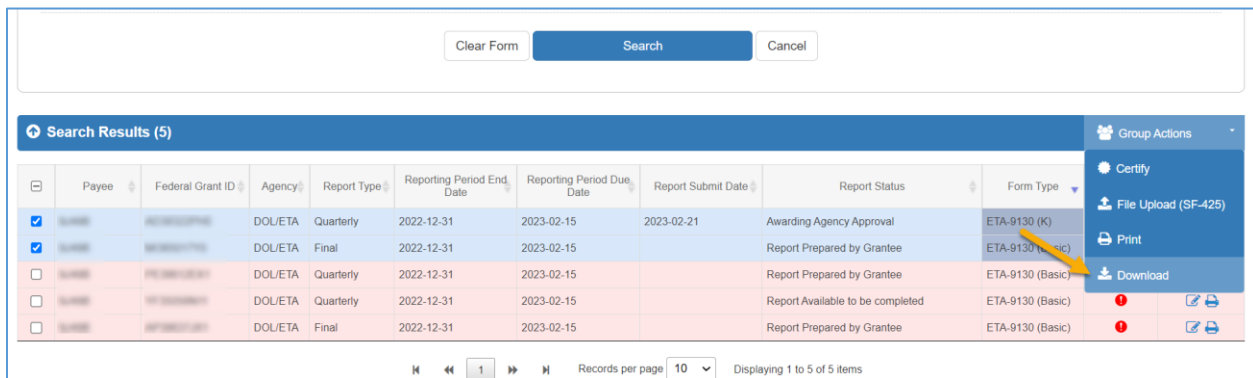 Clear Form Search Cancel
Search Results (5) Group Actions
Certify
File Upload (SF-425)
Print
Download
Payee Federal Grant ID Agency Report Type Reporting Period End Date Reporting Period Due Date Report Submit Date Report Status Form Type
DOL/ETA Quarterly 2022-12-31 2023-02-15 2023-02-21 Awarding Agency Approval ETA-9130 (K)
DOL/ETA Final 2022-12-31 2023-02-15 Report Prepared by Grantee ETA-9130 (Basic)
DOL/ETA Quarterly 2022-12-31 2023-02-15 Report Prepared by Grantee ETA-9130 (Basic)
DOL/ETA Quarterly 2022-12-31 2023-02-15 Report Available to be completed ETA-9130 (Basic)
DOL/ETA Final 2022-12-31 2023-02-15 Report Prepared by Grantee ETA-9130 (Basic)
1 Records per page 10 Displaying 1 to 5 of 5 items